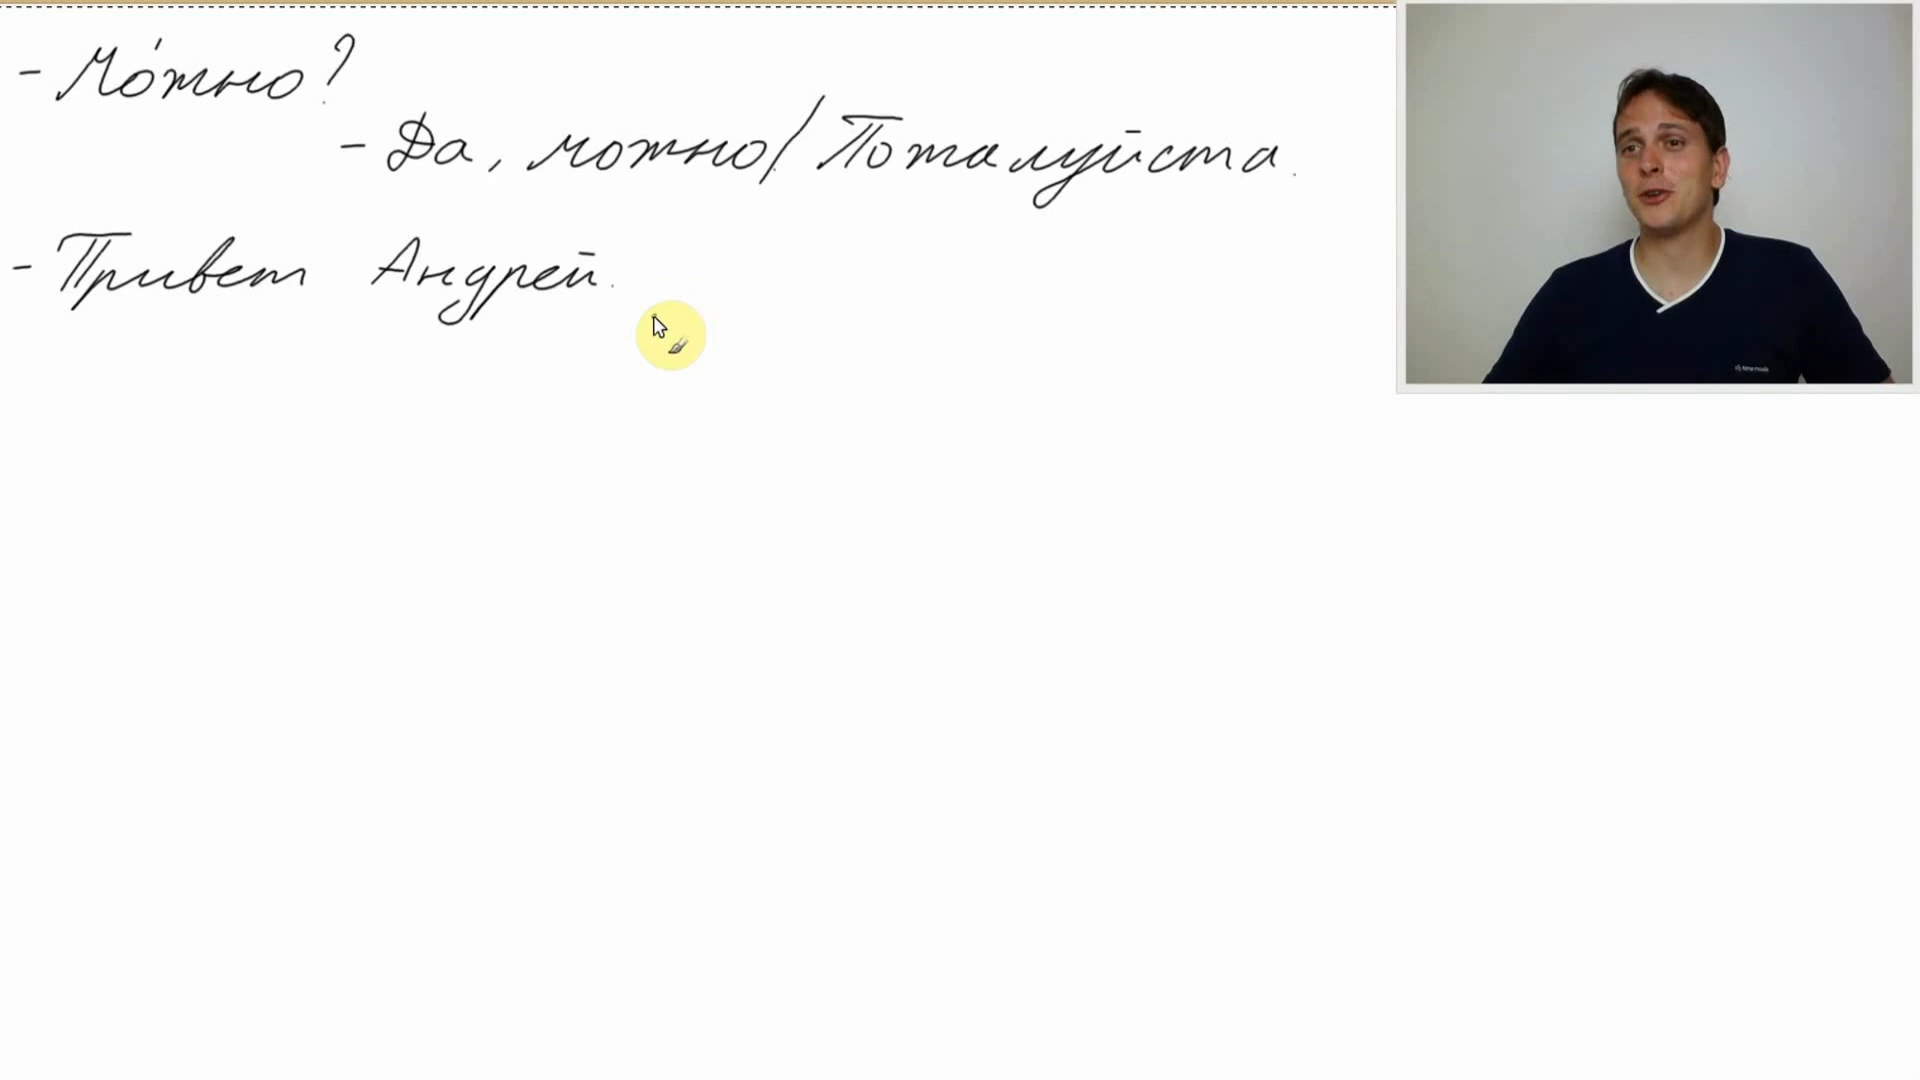 - Мо́жно?
- Да, можно/Пожалуйста.
- Привет Андрей.